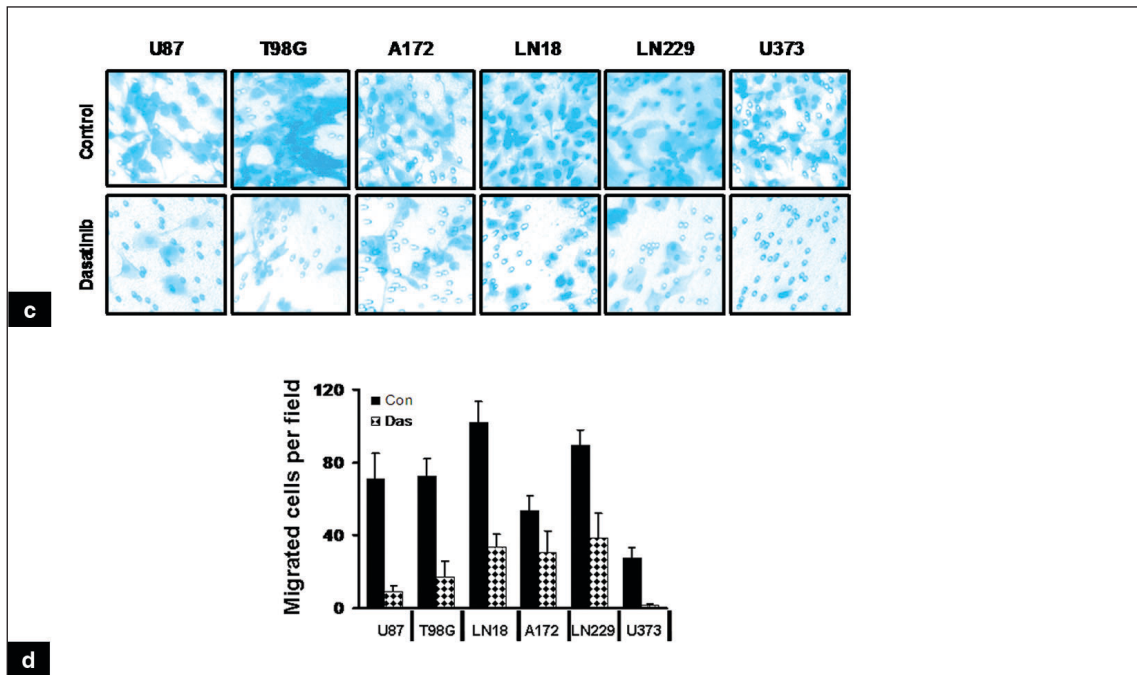 U87 T98G A172 LN18 LN229 U373
Control
Dasatinib
c
Migrated cells per field
120
80
40
0
Con
Das
U87 T98G LN18 A172 LN229 U373
d